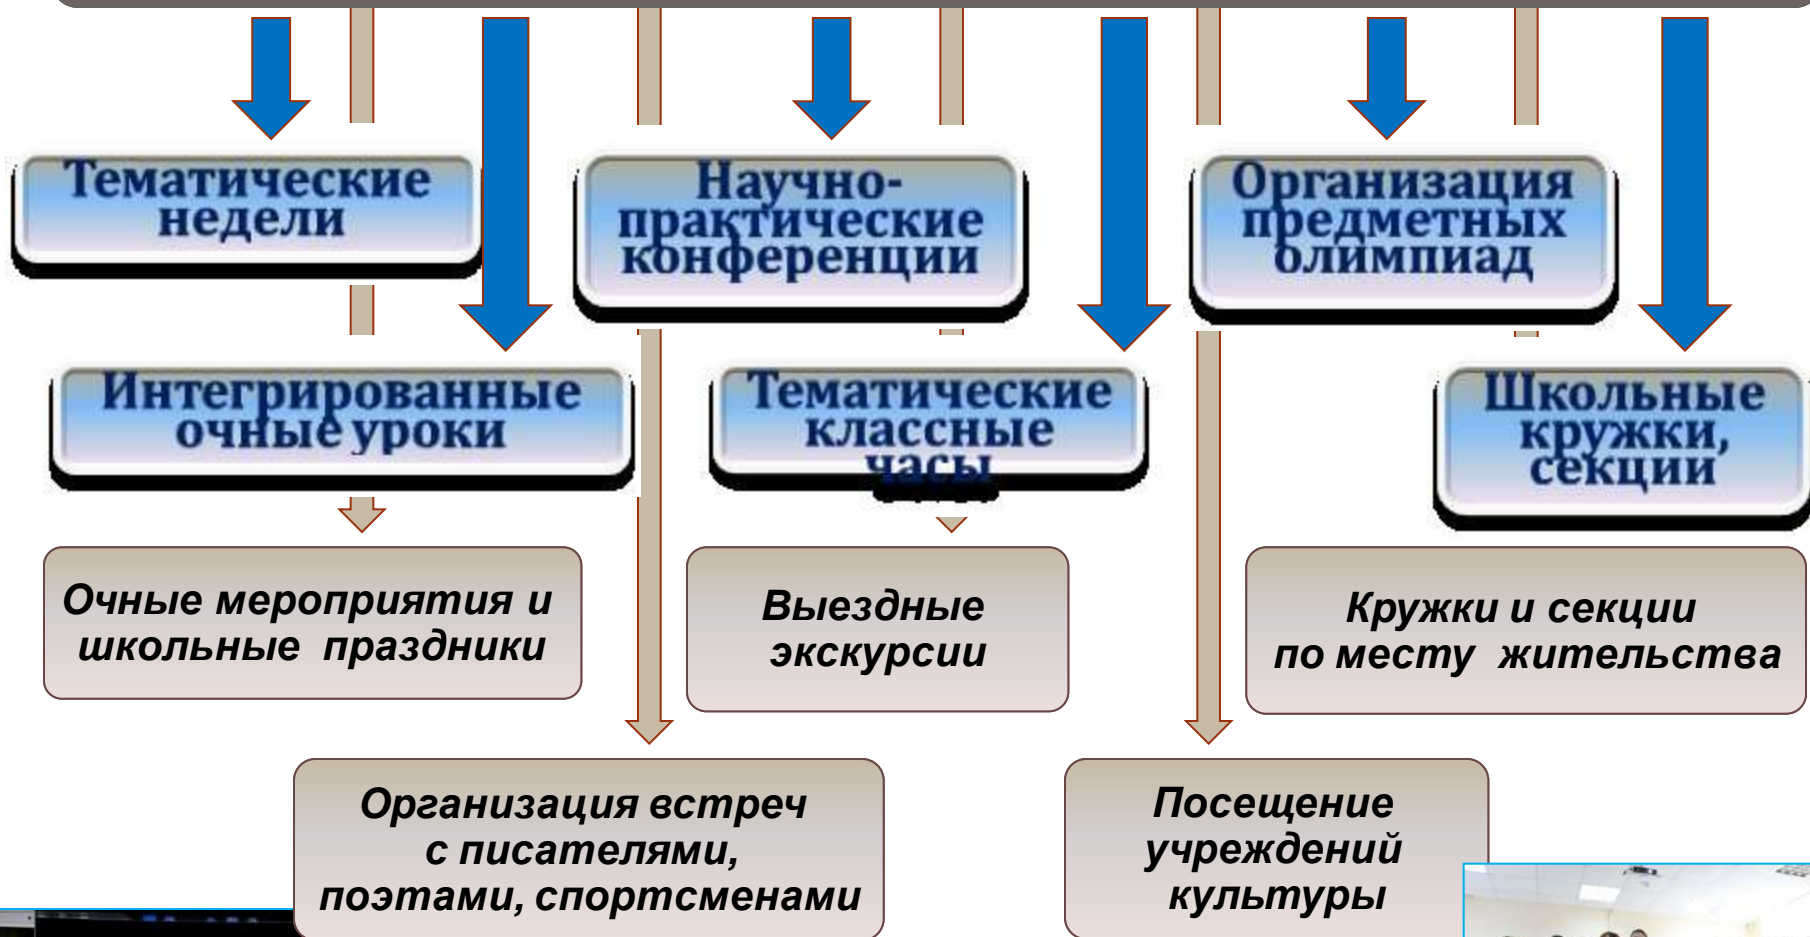 Тематические
недели
Научно-
практические
конференции
Организация
предметных
олимпиад
Интегрированные
очные уроки
Тематические
классные
часы
Школьные
кружки,
секции
Очные мероприятия и
школьные праздники
Выездные
экскурсии
Кружки и секции
по месту жительства
Организация встреч
с писателями,
поэтами, спортсменами
Посещение
учреждений
культуры